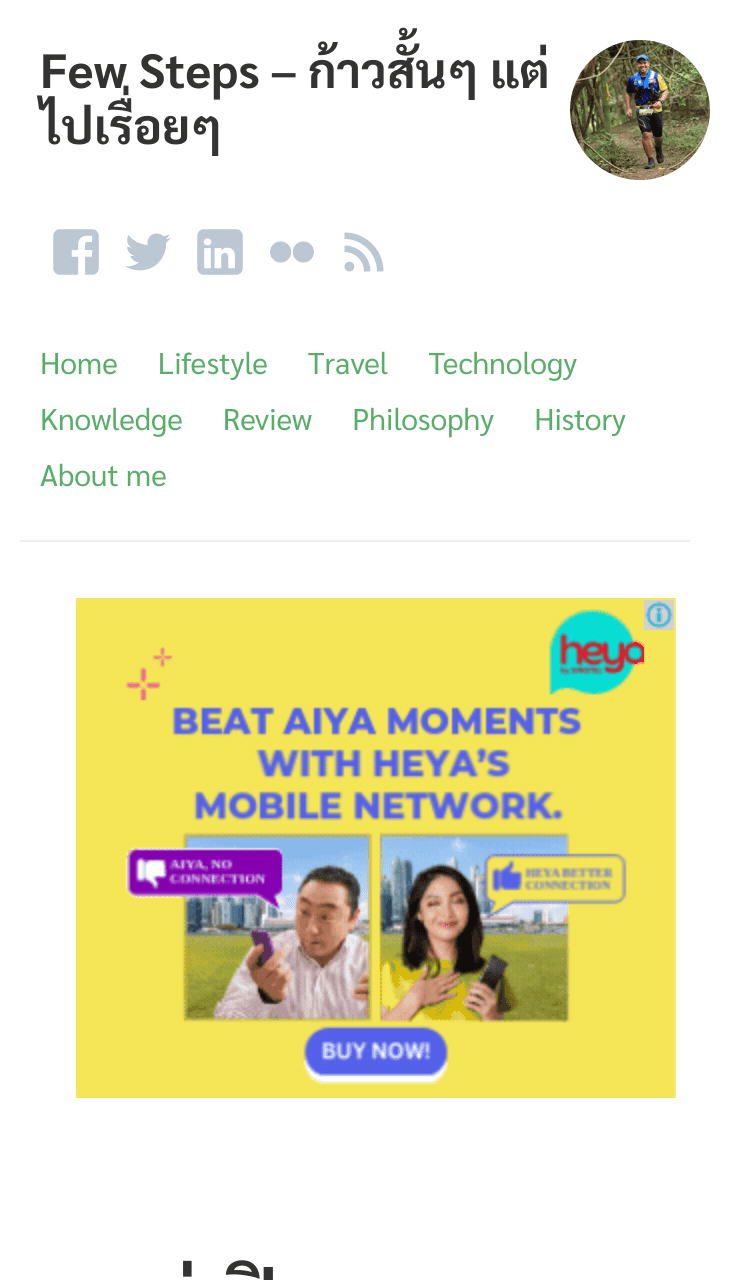 Few Steps – ก้าวสั้นๆ แต่
ไปเรื่อยๆ
Home Lifestyle Travel Technology
Knowledge Review Philosophy History
About me
heya
BEAT AIYA MOMENTS
WITH HEYA'S
MOBILE NETWORK.
AIYA, NO
CONNECTION
HEYA BETTER
CONNECTION
BUY NOW!